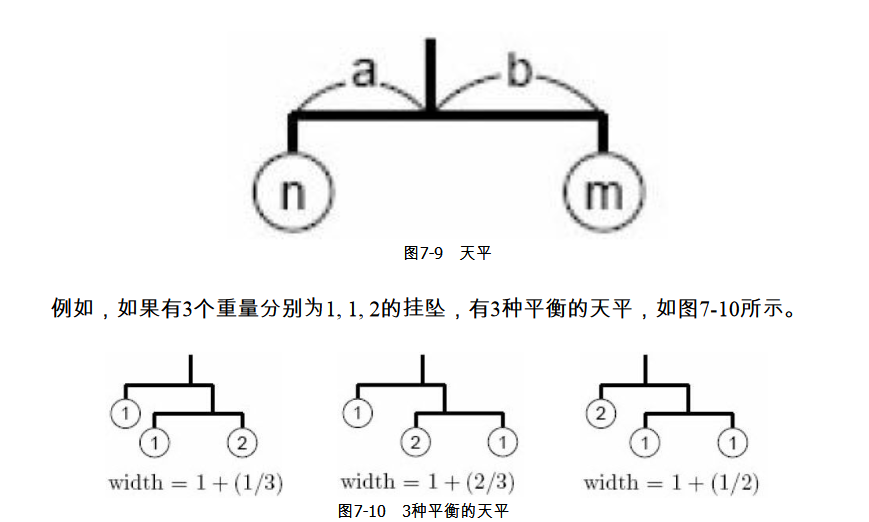 a b
n m
图7-9 天平
例如，如果有3个重量分别为1, 1, 2的挂坠，有3种平衡的天平，如图7-10所示。
1 1 2
1 2 2 1 1 1
width = 1 + (1/3) width = 1 + (2/3) width = 1 + (1/2)
图7-10 3种平衡的天平